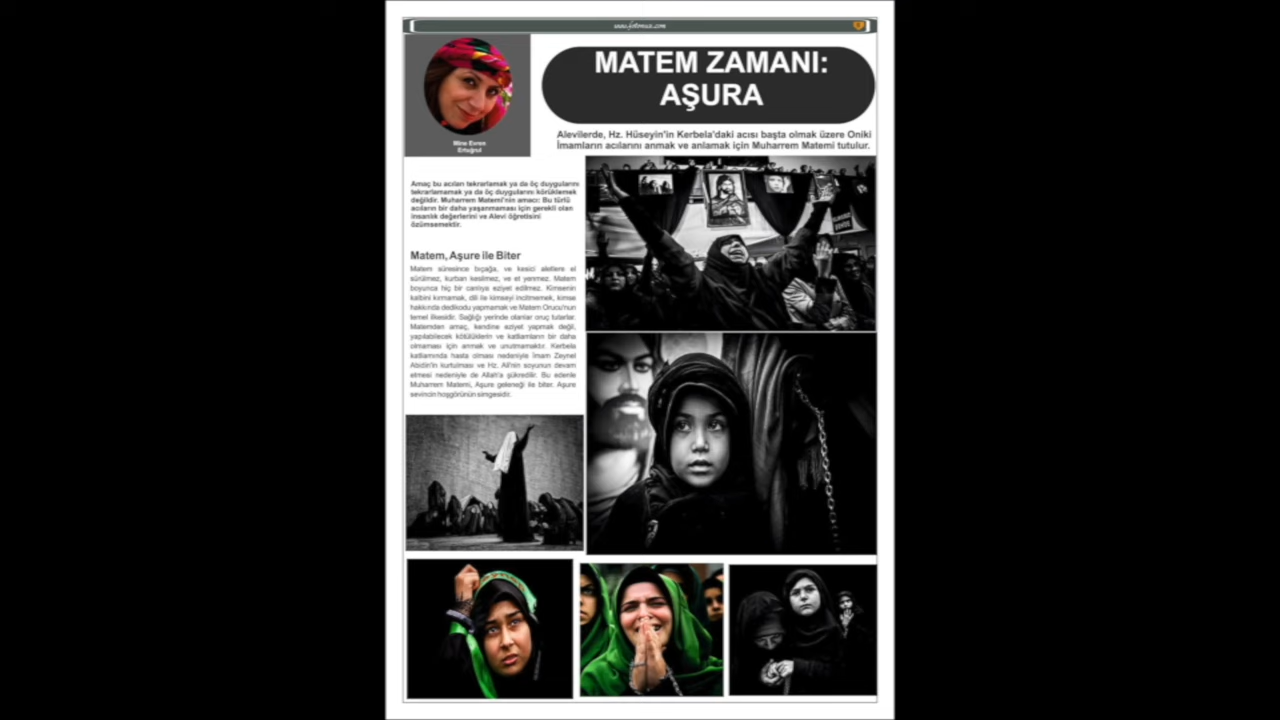 www.fotomuz.com
MATEM ZAMANI:
AŞURA
Mine Evren
Ertuğrul
Alevilerde, Hz. Hüseyin'in Kerbela'daki acısı başta olmak üzere Oniki
İmamların acılarını anmak ve anlamak için Muharrem Matemi tutulur.
Amaç bu acıları tekrarlamak ya da öç duygularını
tekrarlamamak ya da öç duygularını körüklemek
değildir. Muharrem Matemi'nin amacı: Bu türlü
acıların bir daha yaşanmaması için gerekli olan
insanlık değerlerini ve Alevi öğretisini
özümsemektir.
Matem, Aşure ile Biter
Matem süresince bıçağa, ve kesici aletlere el
sürülmez, kurban kesilmez, ve et yenmez. Matem
boyunca hiç bir canlıya eziyet edilmez. Kimsenin
kalbini kırmamak, dili ile kimseyi incitmemek, kimse
hakkında dedikodu yapmamak ve Matem Orucu'nun
temel ilkesidir. Sağlığı yerinde olanlar oruç tutarlar.
Matemden amaç, kendine eziyet yapmak değil,
yapılabilecek kötülüklerin ve katliamların bir daha
olmaması için anmak ve unutmamaktır. Kerbela
katliamında hasta olması nedeniyle İmam Zeynel
Abidin'in kurtulması ve Hz. Ali'nin soyunun devam
etmesi nedeniyle de Allah'a şükredilir. Bu edenle
Muharrem Matemi, Aşure geleneği ile biter. Aşure
sevincin hoşgörünün simgesidir.